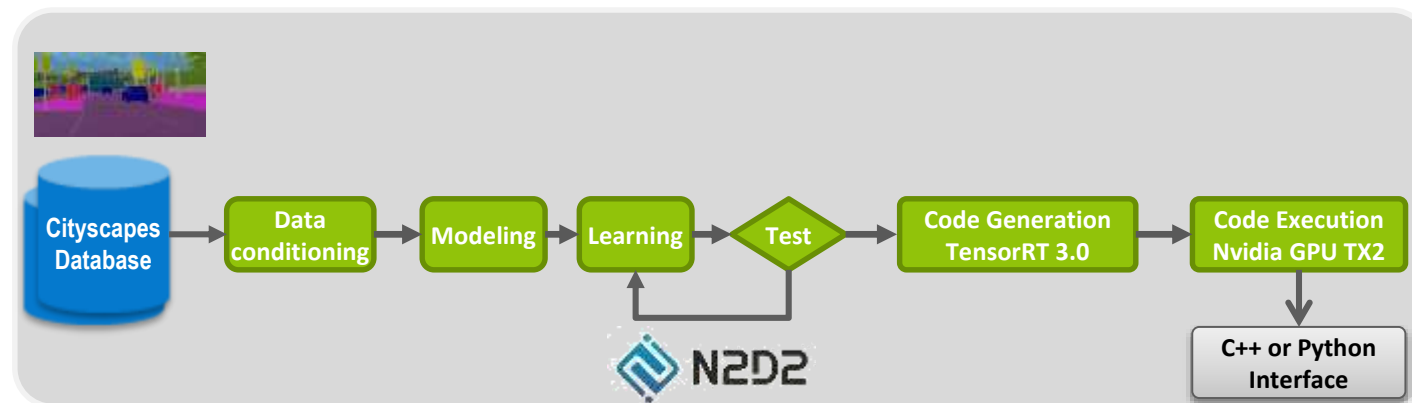 Cityscapes
Database
Data
conditioning
Modeling
Learning
Test
Code Generation
TensorRT 3.0
Code Execution
Nvidia GPU TX2
N2D2
C++ or Python
Interface